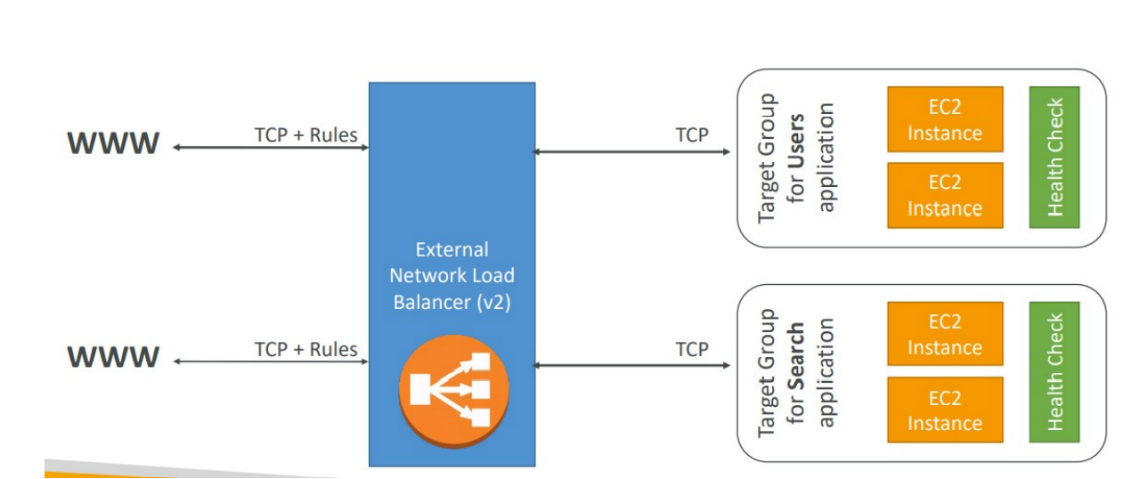 WWW
TCP + Rules
External
Network Load
Balancer (v2)
TCP
Target Group
for Users
application
EC2
Instance
EC2
Instance
Health Check
WWW
TCP + Rules
TCP
Target Group
for Search
application
EC2
Instance
EC2
Instance
Health Check